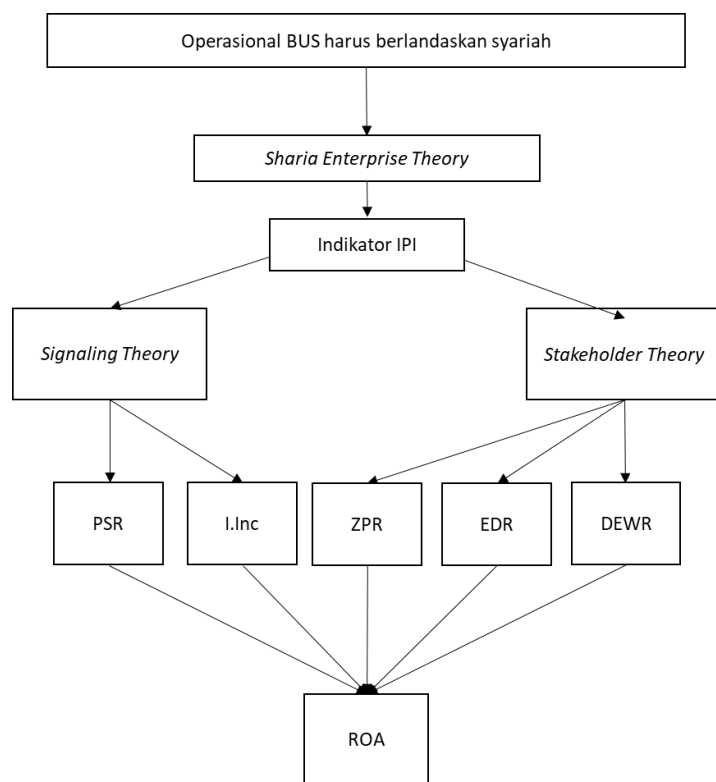 Operasional BUS harus berlandaskan syariah
Sharia Enterprise Theory
Indikator IPI
Signaling Theory
Stakeholder Theory
PSR
I.Inc
ZPR
EDR
DEWR
ROA